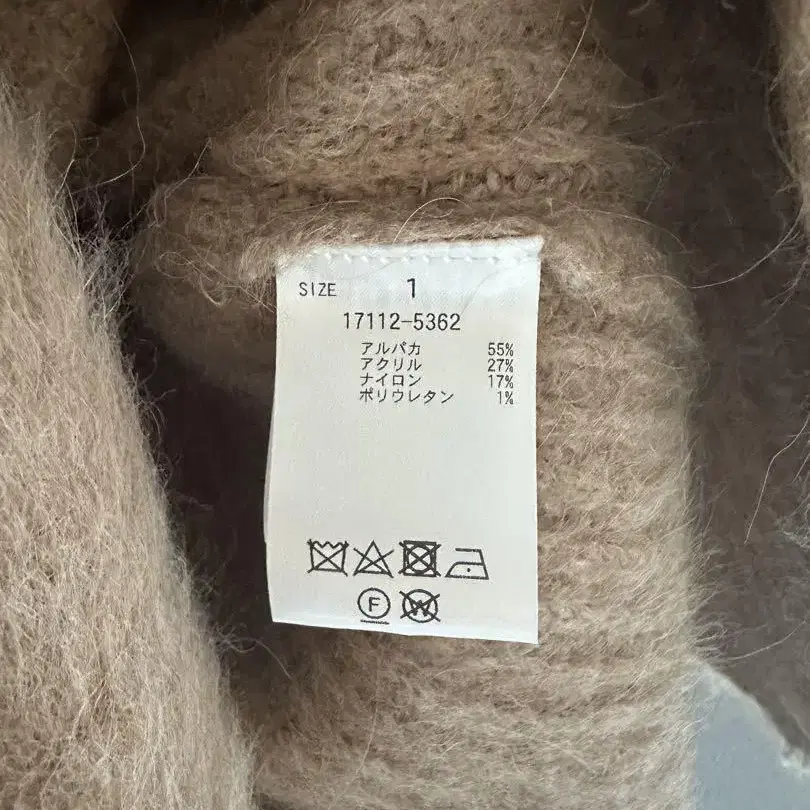 SIZE 1
17112-5362
アルパカ 55%
アクリル 27%
ナイロン 17%
ポリウレタン 1%
F W